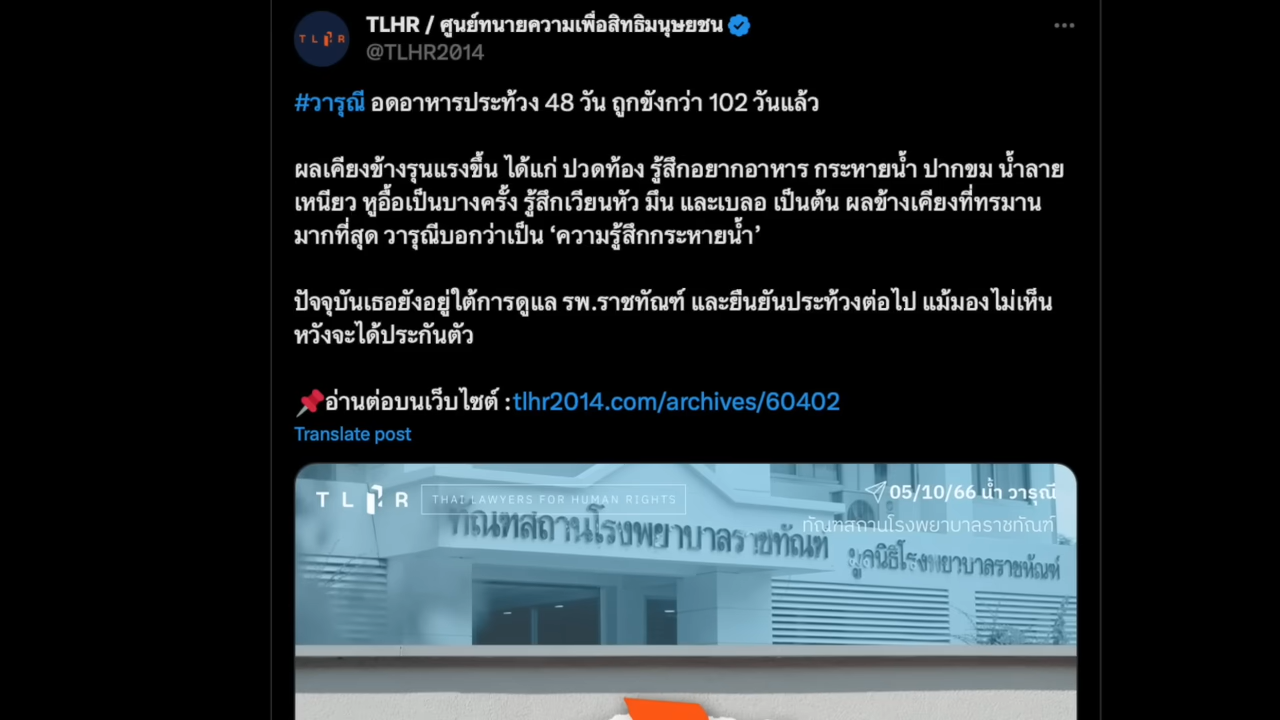 TLHR / ศูนย์ทนายความเพื่อสิทธิมนุษยชน
@TLHR2014
#วารุณี อดอาหารประท้วง 48 วัน ถูกขังกว่า 102 วันแล้ว
ผลเคียงข้างรุนแรงขึ้น ได้แก่ ปวดท้อง รู้สึกอยากอาหาร กระหายน้ำ ปากขม น้ำลาย
เหนียว หูอื้อเป็นบางครั้ง รู้สึกเวียนหัว มึน และเบลอ เป็นต้น ผลข้างเคียงที่ทรมาน
มากที่สุด วารุณีบอกว่าเป็น ‘ความรู้สึกกระหายน้ำ’
ปัจจุบันเธอยังอยู่ใต้การดูแล รพ.ราชทัณฑ์ และยืนยันประท้วงต่อไป แม้มองไม่เห็น
หวังจะได้ประกันตัว
📌อ่านต่อบนเว็บไซต์ :tlhr2014.com/archives/60402
Translate post
TLHR THAI LAWYERS FOR HUMAN RIGHTS
05/10/66 น้ำ วารุณี
ทัณฑสถานโรงพยาบาลราชทัณฑ์
ทัณฑสถานโรงพยาบาลราชทัณฑ์
มูลนิธิโรงพยาบาลราชทัณฑ์